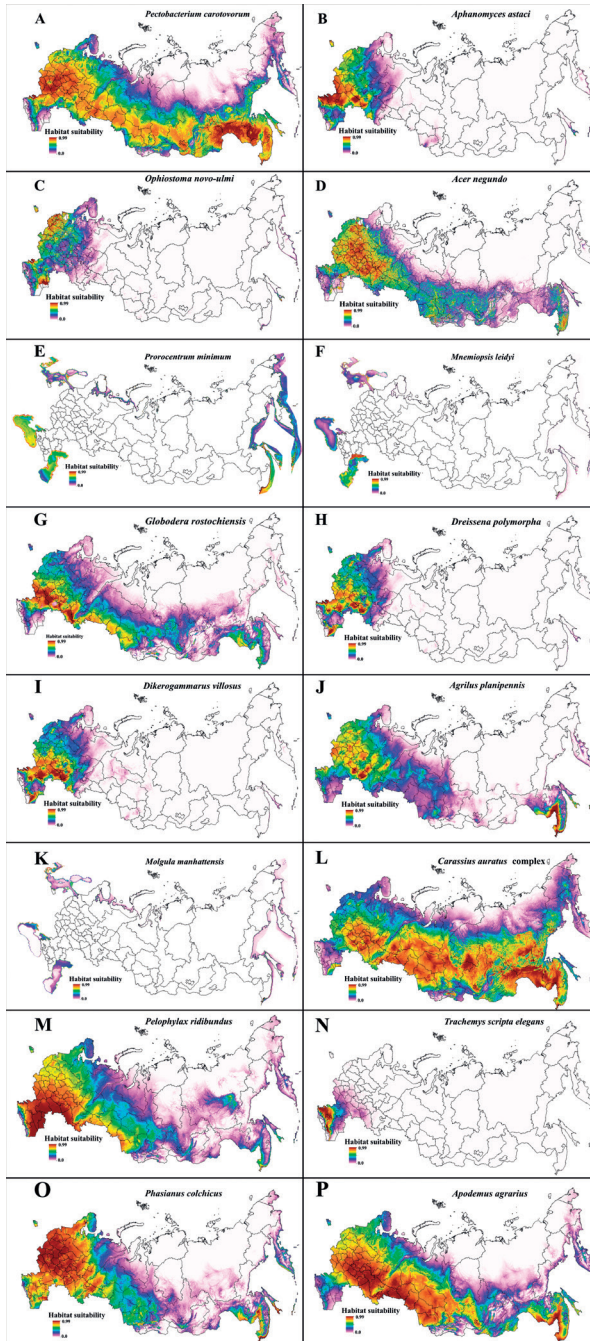 A
Pectobacterium carotovorum
Habitat suitability
0.99
0.0
B
Aphanomyces astaci
Habitat suitability
0.99
0.0
C
Ophiostoma novo-ulmi
Habitat suitability
0.99
0.0
D
Acer negundo
Habitat suitability
0.99
0.0
E
Prorocentrum minimum
Habitat suitability
0.99
0.0
F
Mnemiopsis leidyi
Habitat suitability
0.99
0.0
G
Globodera rostochiensis
Habitat suitability
0.99
0.0
H
Dreissena polymorpha
Habitat suitability
0.99
0.0
I
Dikerogammarus villosus
Habitat suitability
0.99
0.0
J
Agrilus planipennis
Habitat suitability
0.99
0.0
K
Molgula manhattensis
Habitat suitability
0.99
0.0
L
Carassius auratus complex
Habitat suitability
0.99
0.0
M
Pelophylax ridibundus
Habitat suitability
0.99
0.0
N
Trachemys scripta elegans
Habitat suitability
0.99
0.0
O
Phasianus colchicus
Habitat suitability
0.99
0.0
P
Apodemus agrarius
Habitat suitability
0.99
0.0